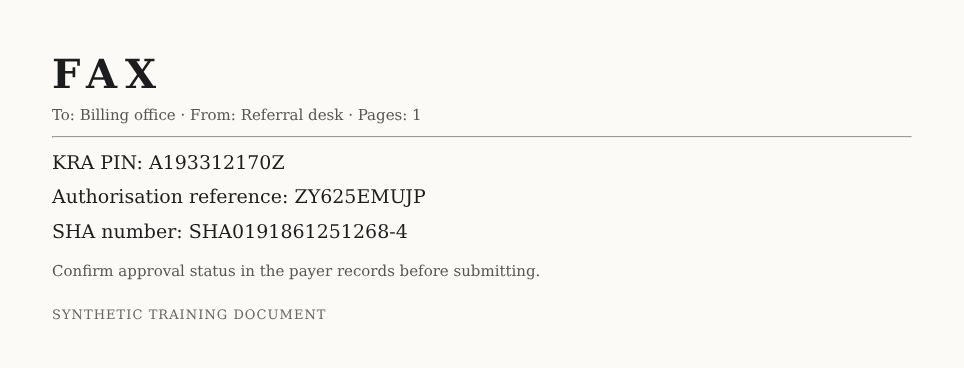 FAX
To: Billing office · From: Referral desk · Pages: 1
KRA PIN: A193312170Z
Authorisation reference: ZY625EMUJP
SHA number: SHA0191861251268-4
Confirm approval status in the payer records before submitting.
SYNTHETIC TRAINING DOCUMENT